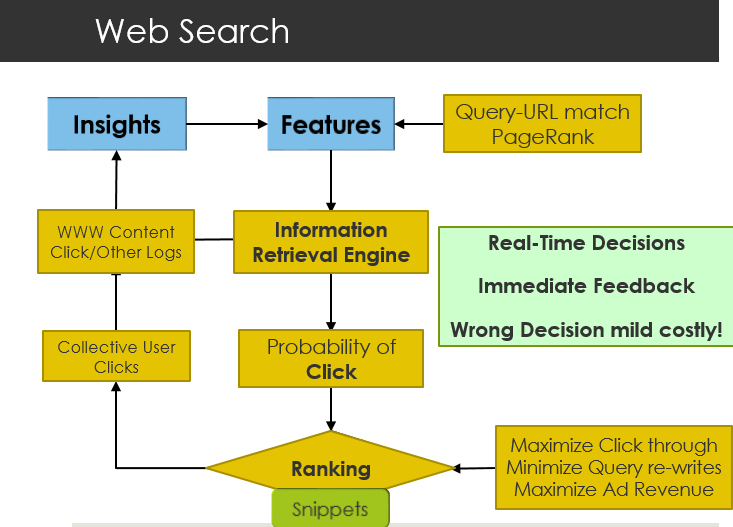 Web Search
Insights
Features
Query-URL match
PageRank
WWW Content
Click/Other Logs
Information
Retrieval Engine
Real-Time Decisions
Immediate Feedback
Wrong Decision mild costly!
Collective User
Clicks
Probability of
Click
Ranking
Maximize Click through
Minimize Query re-writes
Maximize Ad Revenue
Snippets